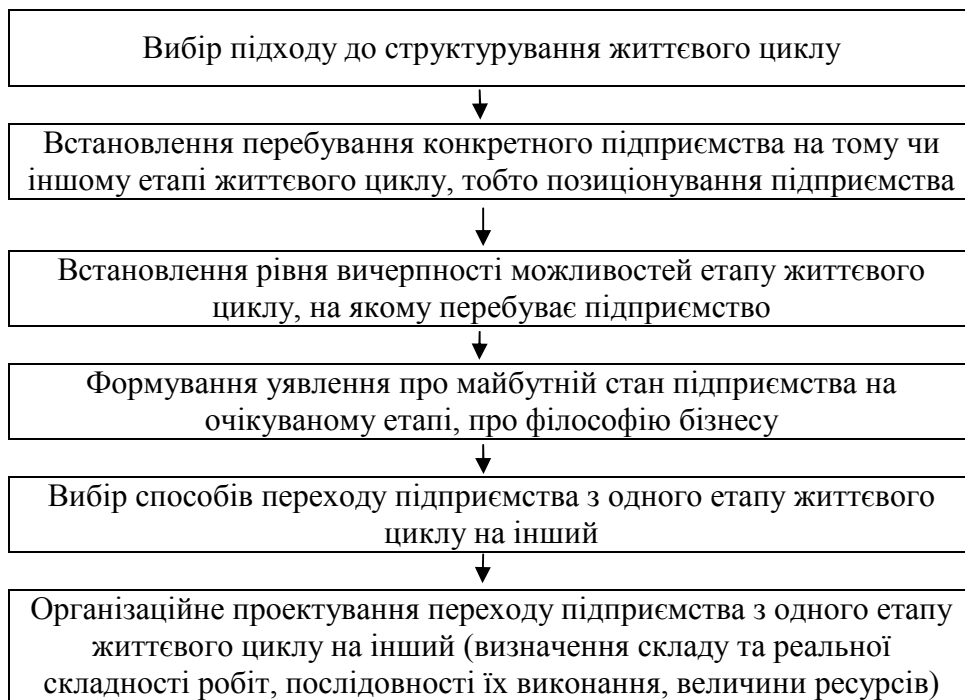 Вибір підходу до структурування життєвого циклу
Встановлення перебування конкретного підприємства на тому чи
іншому етапі життєвого циклу, тобто позиціонування підприємства
Встановлення рівня вичерпності можливостей етапу життєвого
циклу, на якому перебуває підприємство
Формування уявлення про майбутній стан підприємства на
очікуваному етапі, про філософію бізнесу
Вибір способів переходу підприємства з одного етапу життєвого
циклу на інший
Організаційне проектування переходу підприємства з одного етапу
життєвого циклу на інший (визначення складу та реальної
складності робіт, послідовності їх виконання, величини ресурсів)